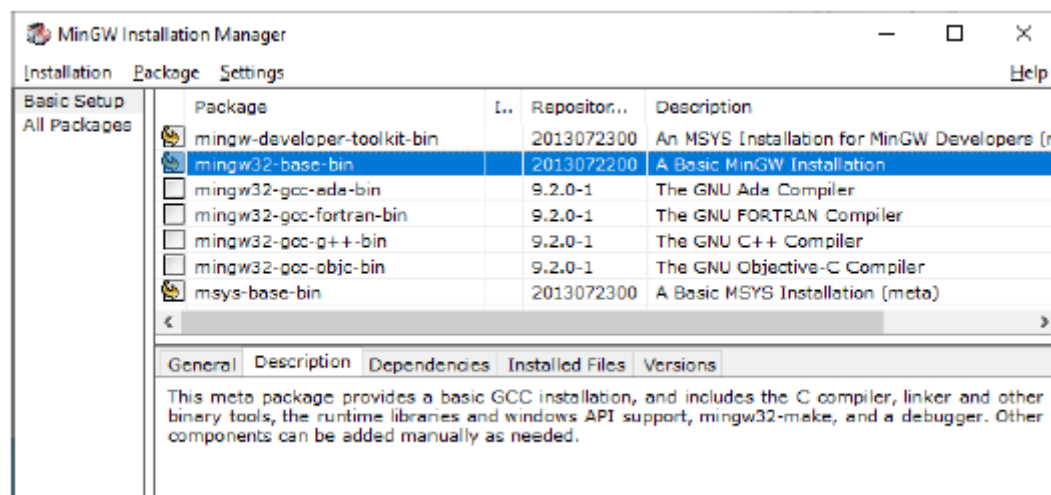 MinGW Installation Manager
Installation Package Settings Help
Basic Setup
All Packages
Package I.. Repositor... Description
mingw-developer-toolkit-bin 2013072300 An MSYS Installation for MinGW Developers (
mingw32-base-bin 2013072200 A Basic MinGW Installation
mingw32-gcc-ada-bin 9.2.0-1 The GNU Ada Compiler
mingw32-gcc-fortran-bin 9.2.0-1 The GNU FORTRAN Compiler
mingw32-gcc-g++-bin 9.2.0-1 The GNU C++ Compiler
mingw32-gcc-objc-bin 9.2.0-1 The GNU Objective-C Compiler
msys-base-bin 2013072300 A Basic MSYS Installation (meta)
General Description Dependencies Installed Files Versions
This meta package provides a basic GCC installation, and includes the C compiler, linker and other
binary tools, the runtime libraries and windows API support, mingw32-make, and a debugger. Other
components can be added manually as needed.